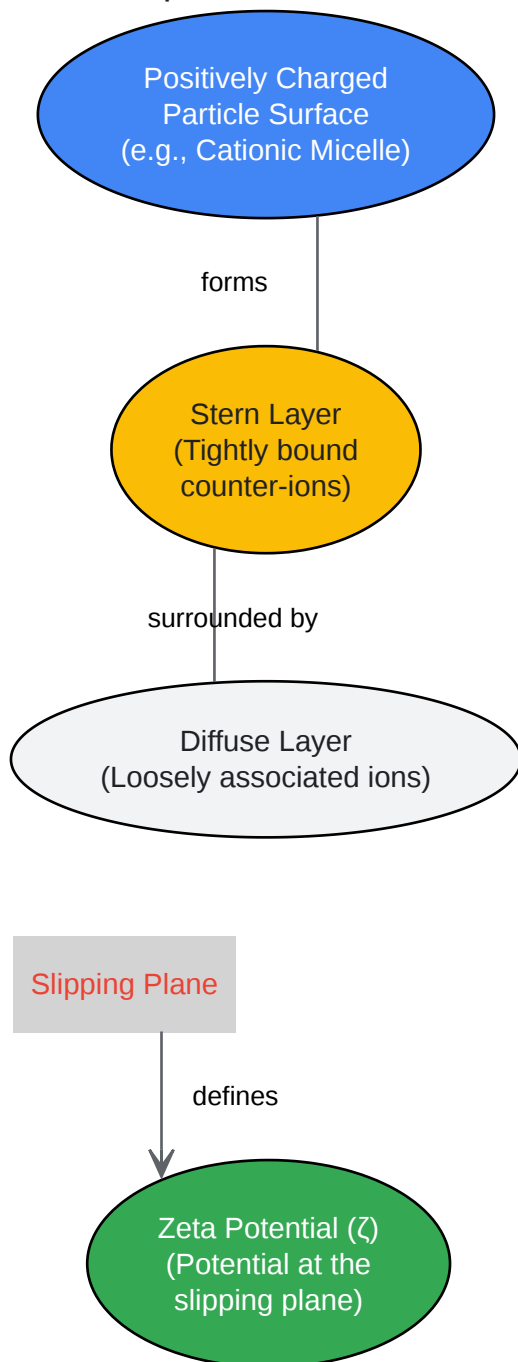 Positively Charged
Particle Surface
(e.g., Cationic Micelle)
forms
Stern Layer
(Tightly bound
counter-ions)
surrounded by
Diffuse Layer
(Loosely associated ions)
Slipping Plane
defines
Zeta Potential (ζ)
(Potential at the
slipping plane)